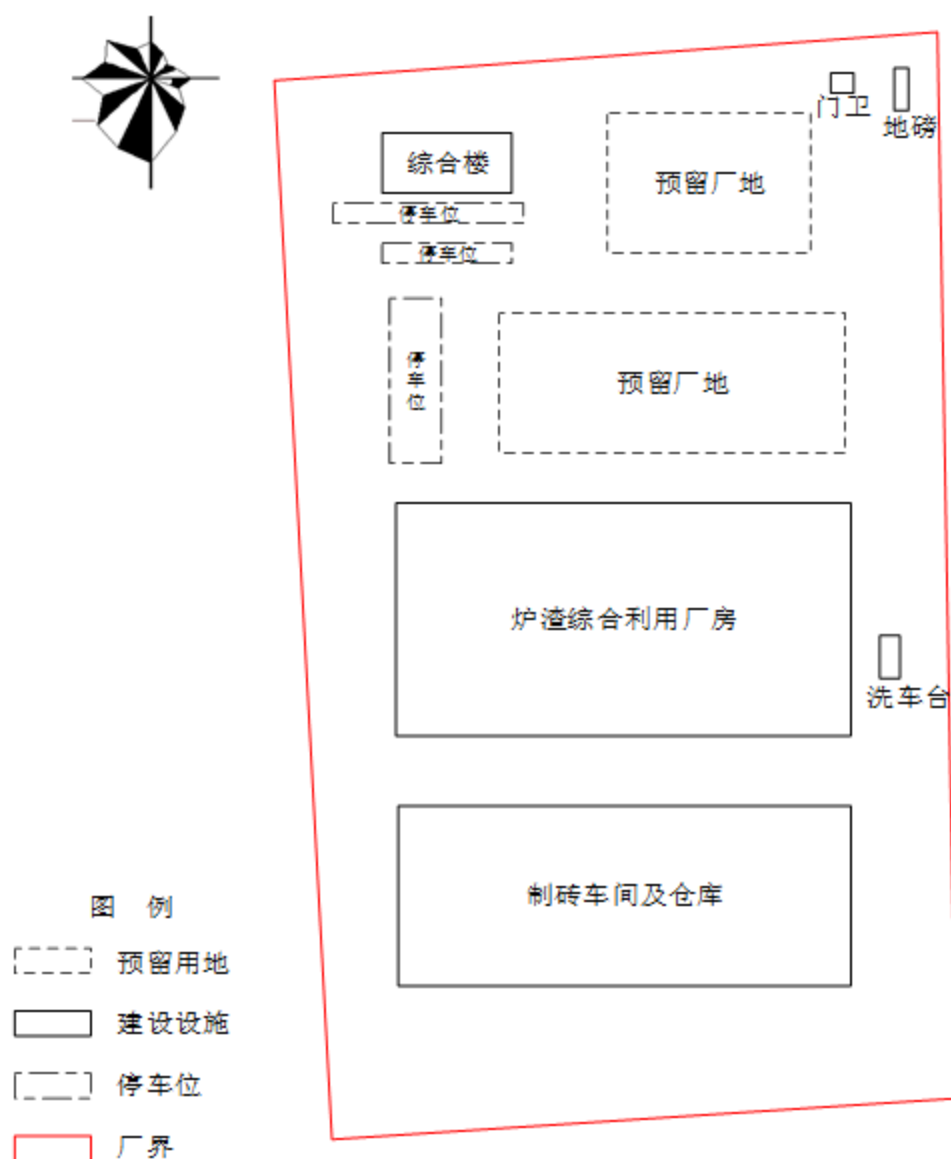 门卫
地磅
综合楼
预留厂地
停车位
停车位
停车位
预留厂地
炉渣综合利用厂房
洗车台
制砖车间及仓库
图 例
预留用地
建设设施
停车位
厂界